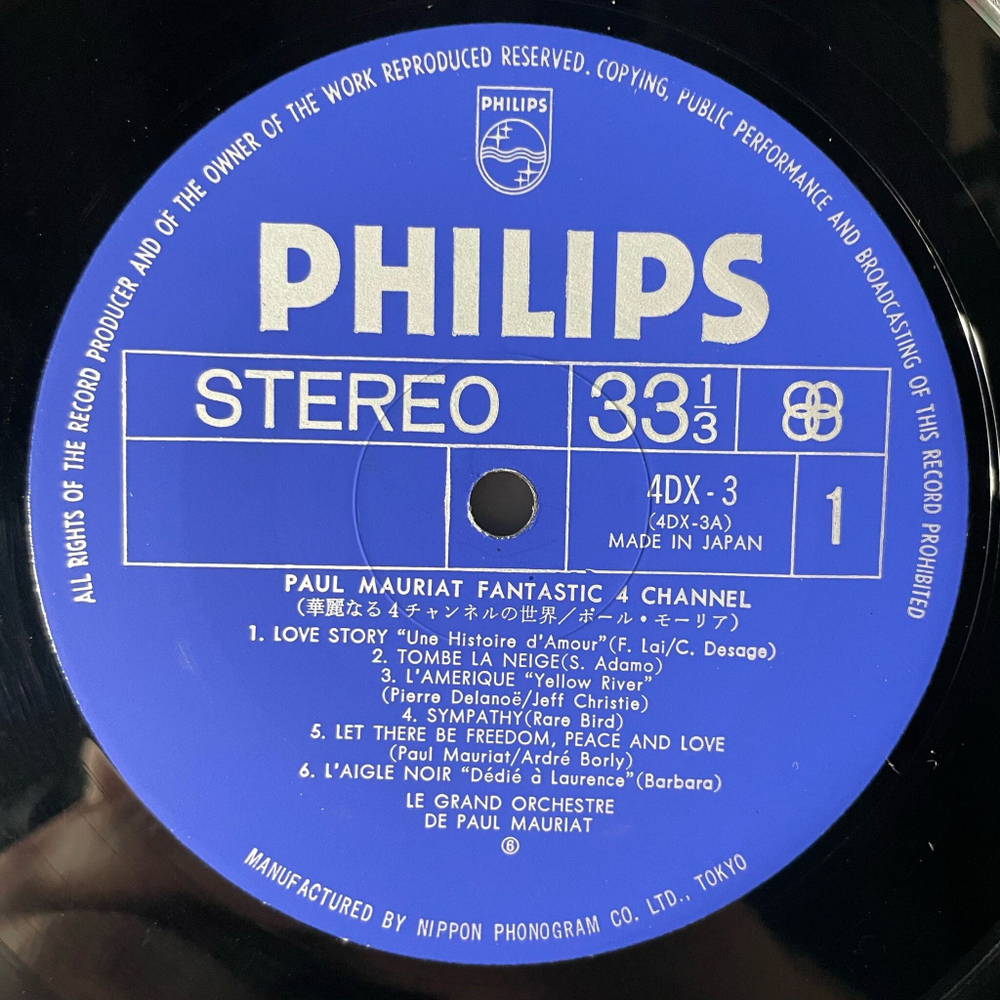 ALL RIGHTS OF THE RECORD PRODUCER AND OF THE OWNER OF THE WORK REPRODUCED RESERVED. COPYING, PUBLIC PERFORMANCE AND BROADCASTING OF THIS RECORD PROHIBITED
PHILIPS
PHILIPS
STEREO 33 1/3
4DX-3 1
(4DX-3A)
MADE IN JAPAN
PAUL MAURIAT FANTASTIC 4 CHANNEL
(華麗なる4チャンネルの世界/ポール・モーリア)
1. LOVE STORY “Une Histoire d'Amour”(F. Lai/C. Desage)
2. TOMBE LA NEIGE(S. Adamo)
3. L'AMERIQUE “Yellow River”
(Pierre Delanoë/Jeff Christie)
4. SYMPATHY(Rare Bird)
5. LET THERE BE FREEDOM, PEACE AND LOVE
(Paul Mauriat/Ardré Borly)
6. L'AIGLE NOIR “Dédié à Laurence”(Barbara)
LE GRAND ORCHESTRE
DE PAUL MAURIAT
⑥
MANUFACTURED BY NIPPON PHONOGRAM CO. LTD., TOKYO